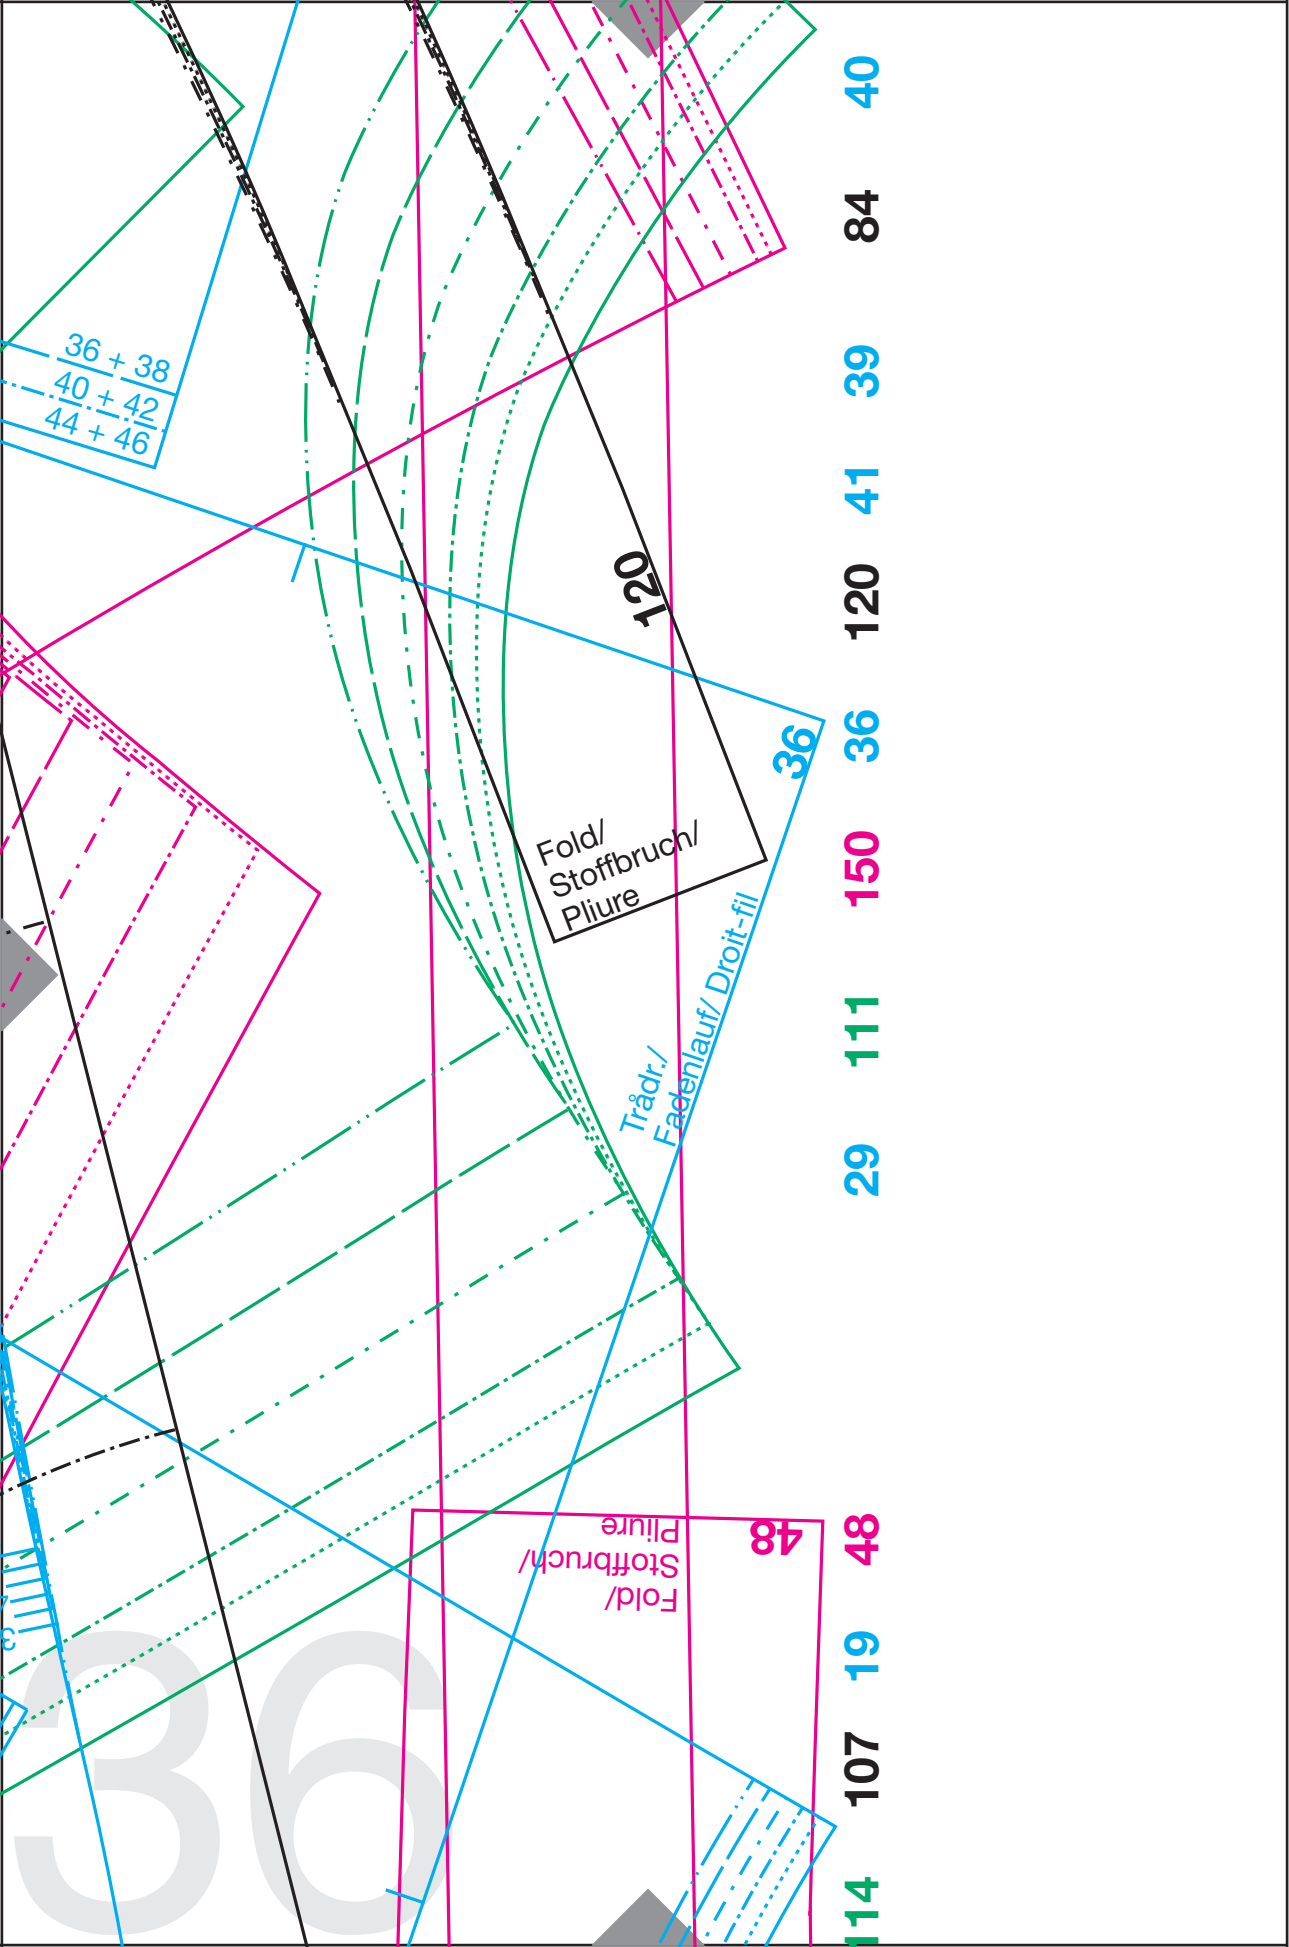 40
84
39
41
120
36
150
111
29
48
19
107
114
36 + 38
40 + 42
44 + 46
120
36
Fold/
Stoffbruch/
Pliure
Trådr./
Fadenlauf/ Droit-fil
48
Fold/
Stoffbruch/
Pliure
3
36